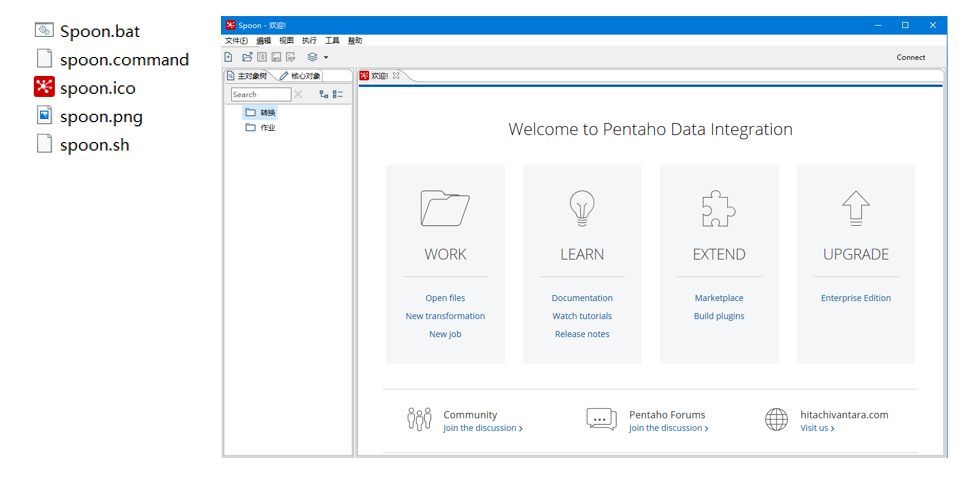 Spoon.bat
spoon.command
spoon.ico
spoon.png
spoon.sh
Spoon - 欢迎!
文件(F) 编辑 视图 执行 工具 帮助
Connect
主对象树 核心对象
欢迎!
Search
转换
作业
Welcome to Pentaho Data Integration
WORK
Open files
New transformation
New job
LEARN
Documentation
Watch tutorials
Release notes
EXTEND
Marketplace
Build plugins
UPGRADE
Enterprise Edition
Community
Join the discussion >
Pentaho Forums
Join the discussion >
hitachivantara.com
Visit us >